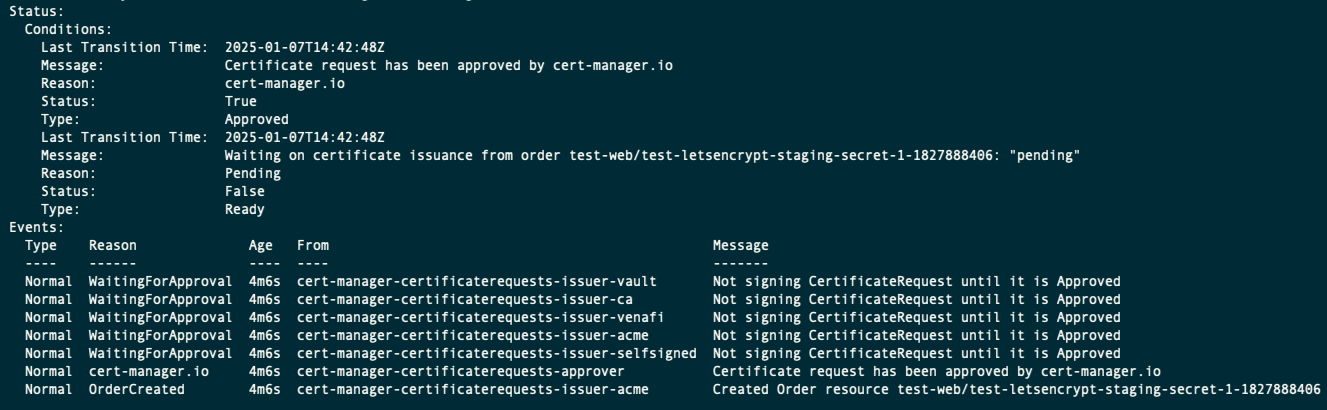 Status:
  Conditions:
    Last Transition Time:  2025-01-07T14:42:48Z
    Message:               Certificate request has been approved by cert-manager.io
    Reason:                cert-manager.io
    Status:                True
    Type:                  Approved
    Last Transition Time:  2025-01-07T14:42:48Z
    Message:               Waiting on certificate issuance from order test-web/test-letsencrypt-staging-secret-1-1827888406: "pending"
    Reason:                Pending
    Status:                False
    Type:                  Ready
Events:
  Type    Reason              Age   From                                                Message
  ----    ------              ----  ----                                                -------
  Normal  WaitingForApproval  4m6s  cert-manager-certificaterequests-issuer-vault       Not signing CertificateRequest until it is Approved
  Normal  WaitingForApproval  4m6s  cert-manager-certificaterequests-issuer-ca          Not signing CertificateRequest until it is Approved
  Normal  WaitingForApproval  4m6s  cert-manager-certificaterequests-issuer-venafi      Not signing CertificateRequest until it is Approved
  Normal  WaitingForApproval  4m6s  cert-manager-certificaterequests-issuer-acme        Not signing CertificateRequest until it is Approved
  Normal  WaitingForApproval  4m6s  cert-manager-certificaterequests-issuer-selfsigned  Not signing CertificateRequest until it is Approved
  Normal  cert-manager.io     4m6s  cert-manager-certificaterequests-approver           Certificate request has been approved by cert-manager.io
  Normal  OrderCreated        4m6s  cert-manager-certificaterequests-issuer-acme        Created Order resource test-web/test-letsencrypt-staging-secret-1-1827888406